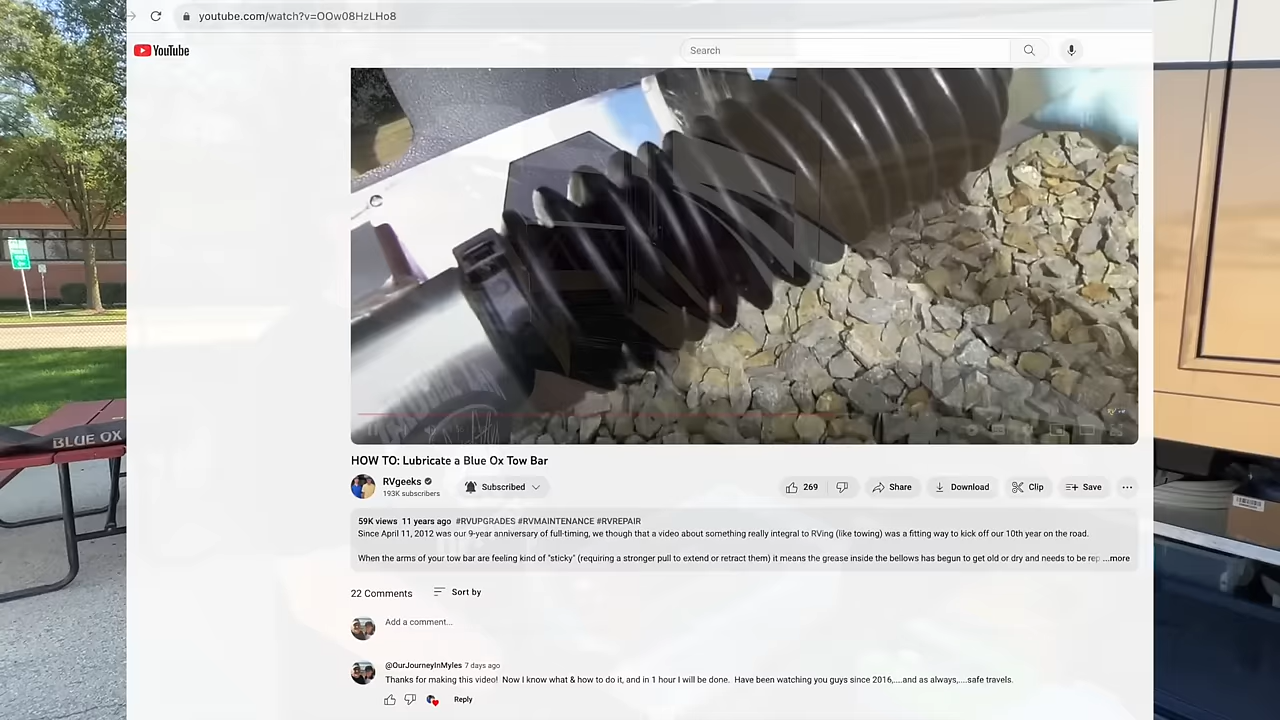 youtube.com/watch?v=OOw08HzLHo8
YouTube
Search
BLUE OX
HOW TO: Lubricate a Blue Ox Tow Bar
RVgeeks
193K subscribers
Subscribed
269
Share
Download
Clip
Save
59K views 11 years ago #RVUPGRADES #RVMAINTENANCE #RVREPAIR
Since April 11, 2012 was our 9-year anniversary of full-timing, we though that a video about something really integral to RVing (like towing) was a fitting way to kick off our 10th year on the road.
When the arms of your tow bar are feeling kind of "sticky" (requiring a stronger pull to extend or retract them) it means the grease inside the bellows has begun to get old or dry and needs to be rep ...more
22 Comments
Sort by
Add a comment...
@OurJourneyInMyles 7 days ago
Thanks for making this video! Now I know what & how to do it, and in 1 hour I will be done. Have been watching you guys since 2016,....and as always,....safe travels.
Reply